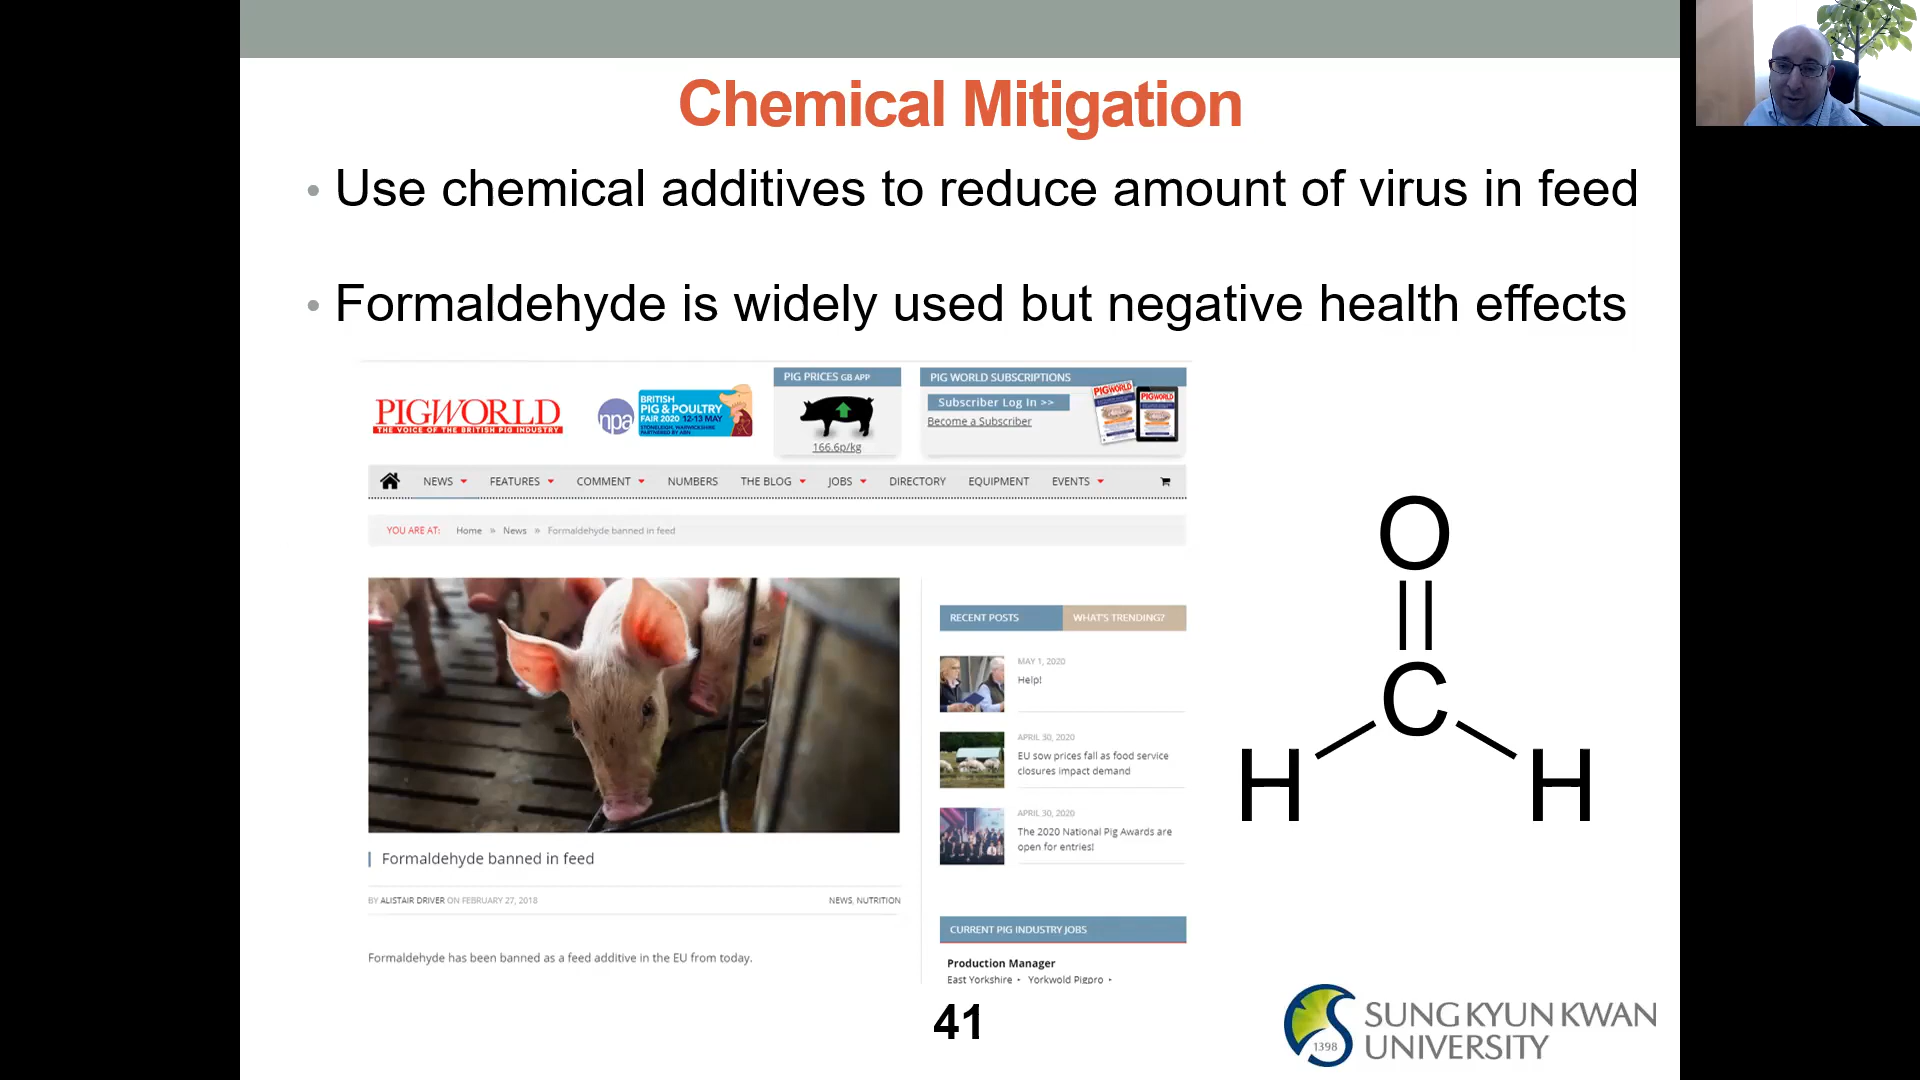 Chemical Mitigation
• Use chemical additives to reduce amount of virus in feed
• Formaldehyde is widely used but negative health effects
PIGWORLD
THE VOICE OF THE BRITISH PIG INDUSTRY
npa
BRITISH
PIG & POULTRY
FAIR 2020 12-13 MAY
STONELEIGH, WARWICKSHIRE
PARTNERED BY ABN
PIG PRICES GB APP
166.6p/kg
PIG WORLD SUBSCRIPTIONS
Subscriber Log In >>
Become a Subscriber
PIGWORLD
PIGWORLD
NEWS FEATURES COMMENT NUMBERS THE BLOG JOBS DIRECTORY EQUIPMENT EVENTS
YOU ARE AT: Home » News » Formaldehyde banned in feed
Formaldehyde banned in feed
BY ALISTAIR DRIVER ON FEBRUARY 27, 2018 NEWS, NUTRITION
Formaldehyde has been banned as a feed additive in the EU from today.
RECENT POSTS WHAT'S TRENDING?
MAY 1, 2020
Help!
APRIL 30, 2020
EU sow prices fall as food service
closures impact demand
APRIL 30, 2020
The 2020 National Pig Awards are
open for entries!
CURRENT PIG INDUSTRY JOBS
Production Manager
East Yorkshire • Yorkwold Pigpro •
O
C
H H
41
1398
SUNG KYUN KWAN
UNIVERSITY